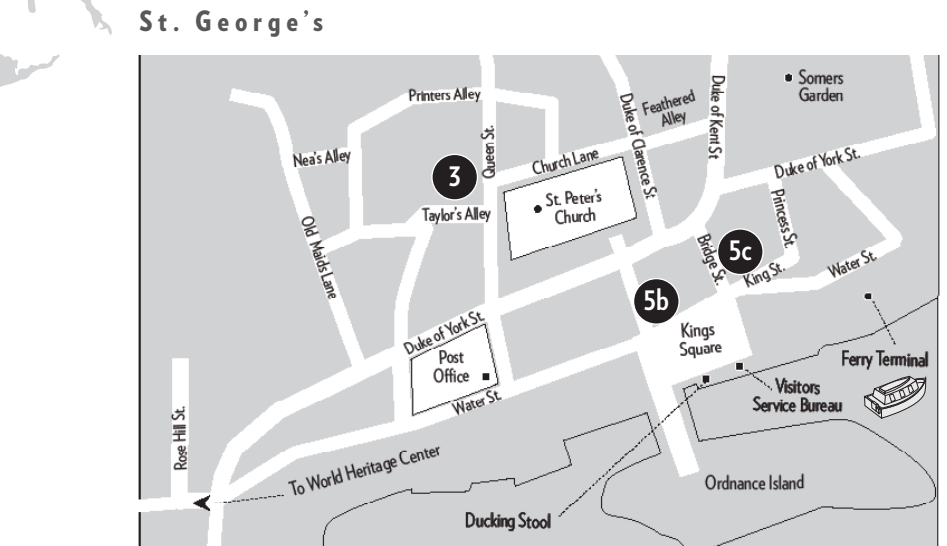 St. George's
Somers
Garden
Printers Alley
Duke of Kent St
Feathered
Alley
Duke of Clarence St
Queen St.
Nea's Alley
Church Lane
Duke of York St.
3
St. Peter's
Church
Taylor's Alley
Princess St.
Old Maids Lane
Bridge St.
5c
King St.
Water St.
5b
Kings
Square
Duke of York St.
Post
Office
Ferry Terminal
Visitors
Service Bureau
Water St.
Rose Hill St.
To World Heritage Center
Ordnance Island
Ducking Stool